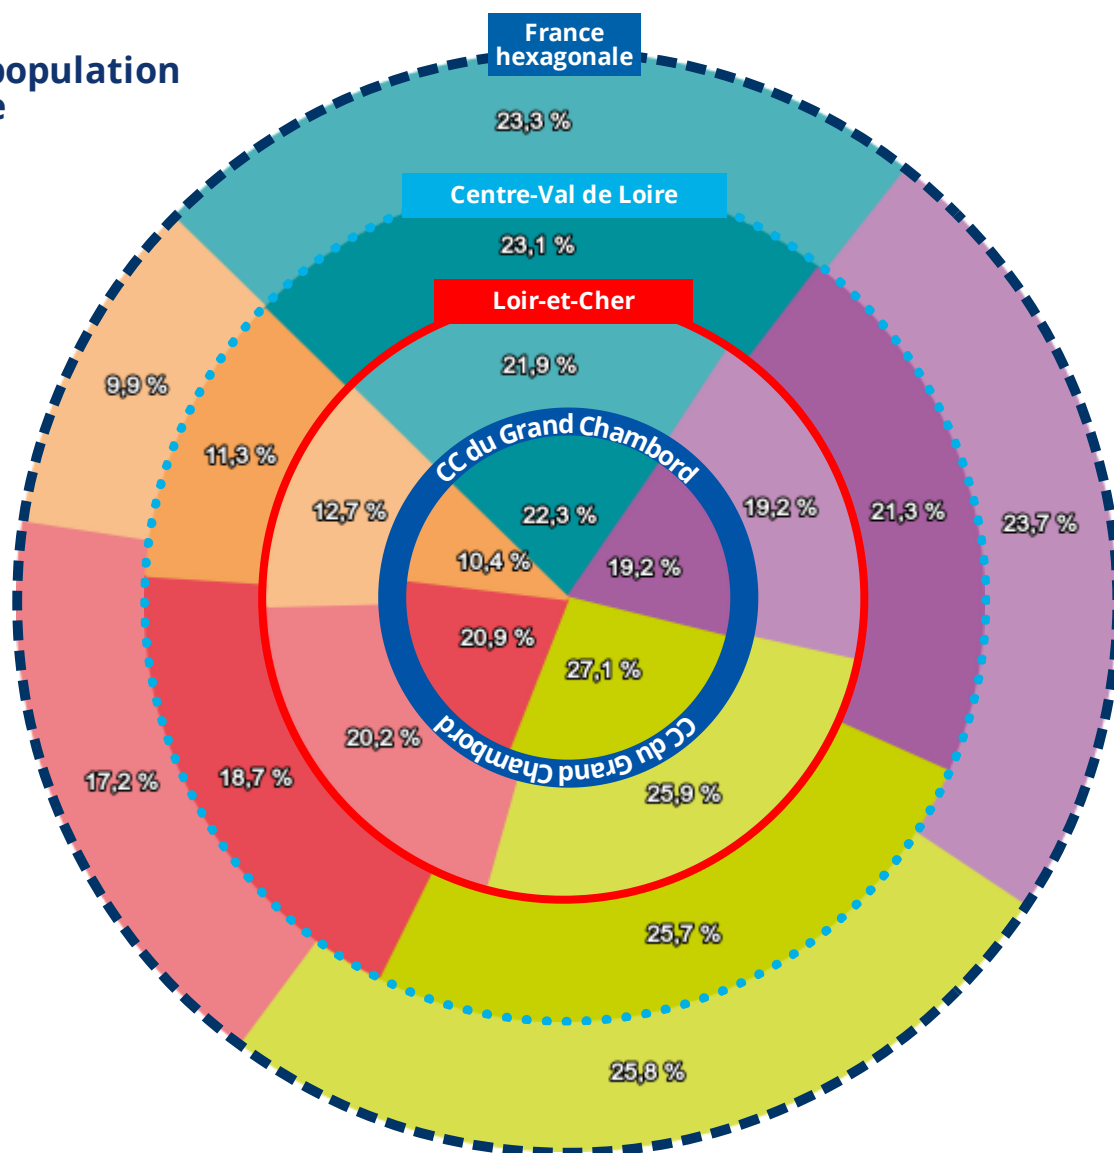 population
e
France
hexagonale
23,3 %
Centre-Val de Loire
23,1 %
Loir-et-Cher
21,9 %
9,9 %
CC du Grand Chambord
11,3 %
12,7 %
22,3 %
19,2 %
21,3 %
23,7 %
10,4 %
19,2 %
20,9 %
27,1 %
20,2 %
CC du Grand Chambord
17,2 %
18,7 %
25,9 %
25,7 %
25,8 %